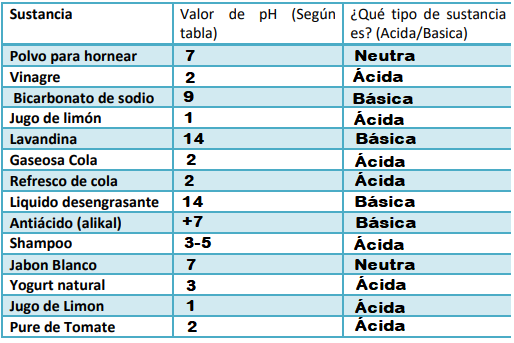 Sustancia Valor de pH (Según ¿Qué tipo de sustancia
tabla) es? (Acida/Basica)
Polvo para hornear 7 Neutra
Vinagre 2 Ácida
Bicarbonato de sodio 9 Básica
Jugo de limón 1 Ácida
Lavandina 14 Básica
Gaseosa Cola 2 Ácida
Refresco de cola 2 Ácida
Liquido desengrasante 14 Básica
Antiácido (alikal) +7 Básica
Shampoo 3-5 Ácida
Jabon Blanco 7 Neutra
Yogurt natural 3 Ácida
Jugo de Limon 1 Ácida
Pure de Tomate 2 Ácida